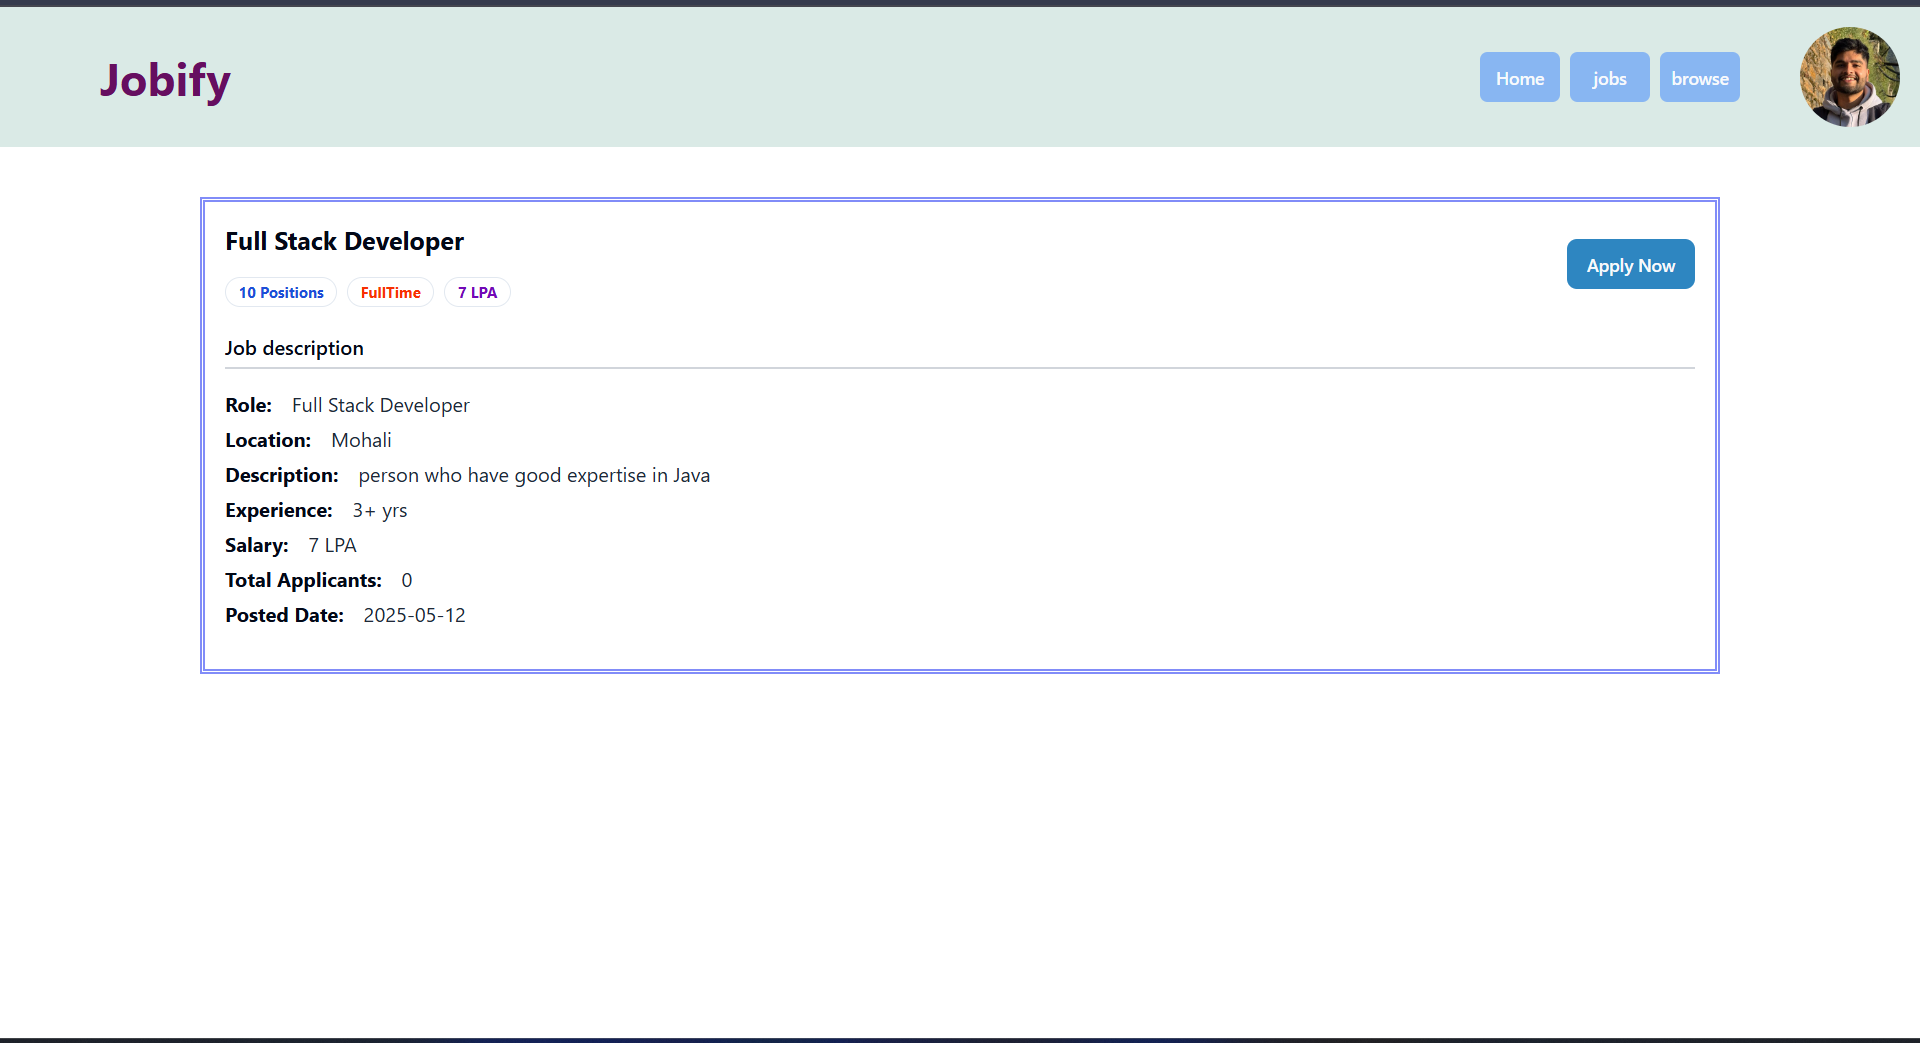 Jobify
Home jobs browse
Full Stack Developer
Apply Now
10 Positions FullTime 7 LPA
Job description
Role: Full Stack Developer
Location: Mohali
Description: person who have good expertise in Java
Experience: 3+ yrs
Salary: 7 LPA
Total Applicants: 0
Posted Date: 2025-05-12